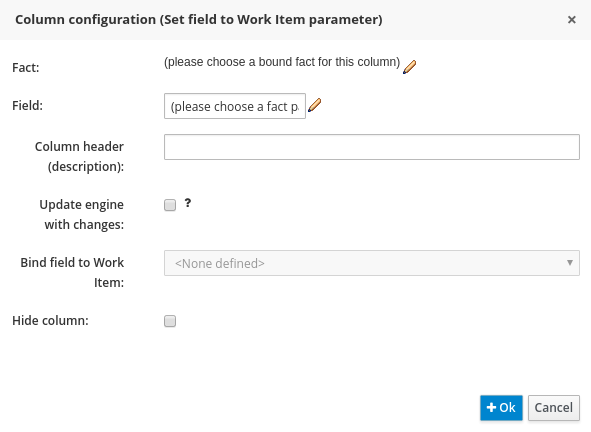 Column configuration (Set field to Work Item parameter) ×
Fact: (please choose a bound fact for this column)
Field: (please choose a fact p
Column header
(description):
Update engine
with changes: ?
Bind field to Work
Item: <None defined>
Hide column:
+ Ok Cancel